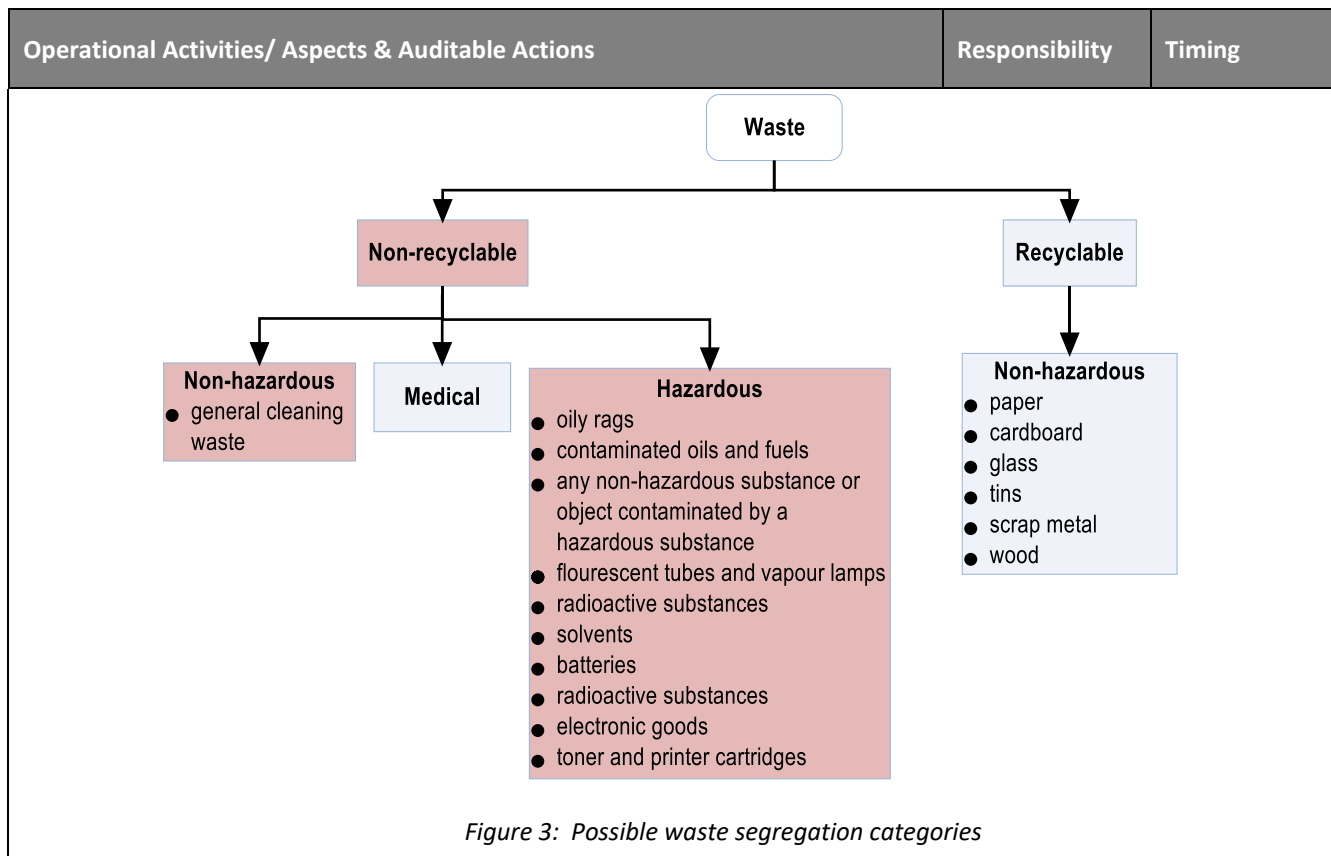 Operational Activities/ Aspects & Auditable Actions Responsibility Timing
Waste
Non-recyclable
Recyclable
Non-hazardous
● general cleaning
waste
Medical
Hazardous
● oily rags
● contaminated oils and fuels
● any non-hazardous substance or
object contaminated by a
hazardous substance
● flourescent tubes and vapour lamps
● radioactive substances
● solvents
● batteries
● radioactive substances
● electronic goods
● toner and printer cartridges
Non-hazardous
● paper
● cardboard
● glass
● tins
● scrap metal
● wood
Figure 3: Possible waste segregation categories